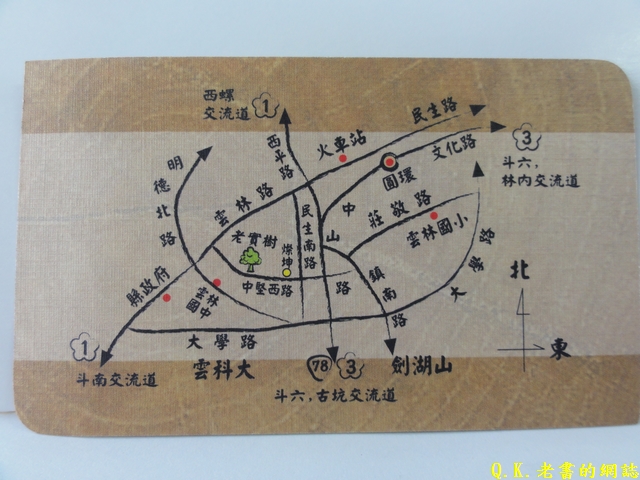 西螺
交流道
1
民生路
3
斗六,
林內交流道
文化路
火車站
西平路
圓環
明德北路
雲林路
莊敬路
雲林國小
中山路
民生南路
老實樹
燦坤
中堅西路
鎮南路
大學路
縣政府
雲林
國中
北
東
大學路
1
斗南交流道
雲科大
78
3
斗六,古坑交流道
劍湖山
Q.K.老書的網誌